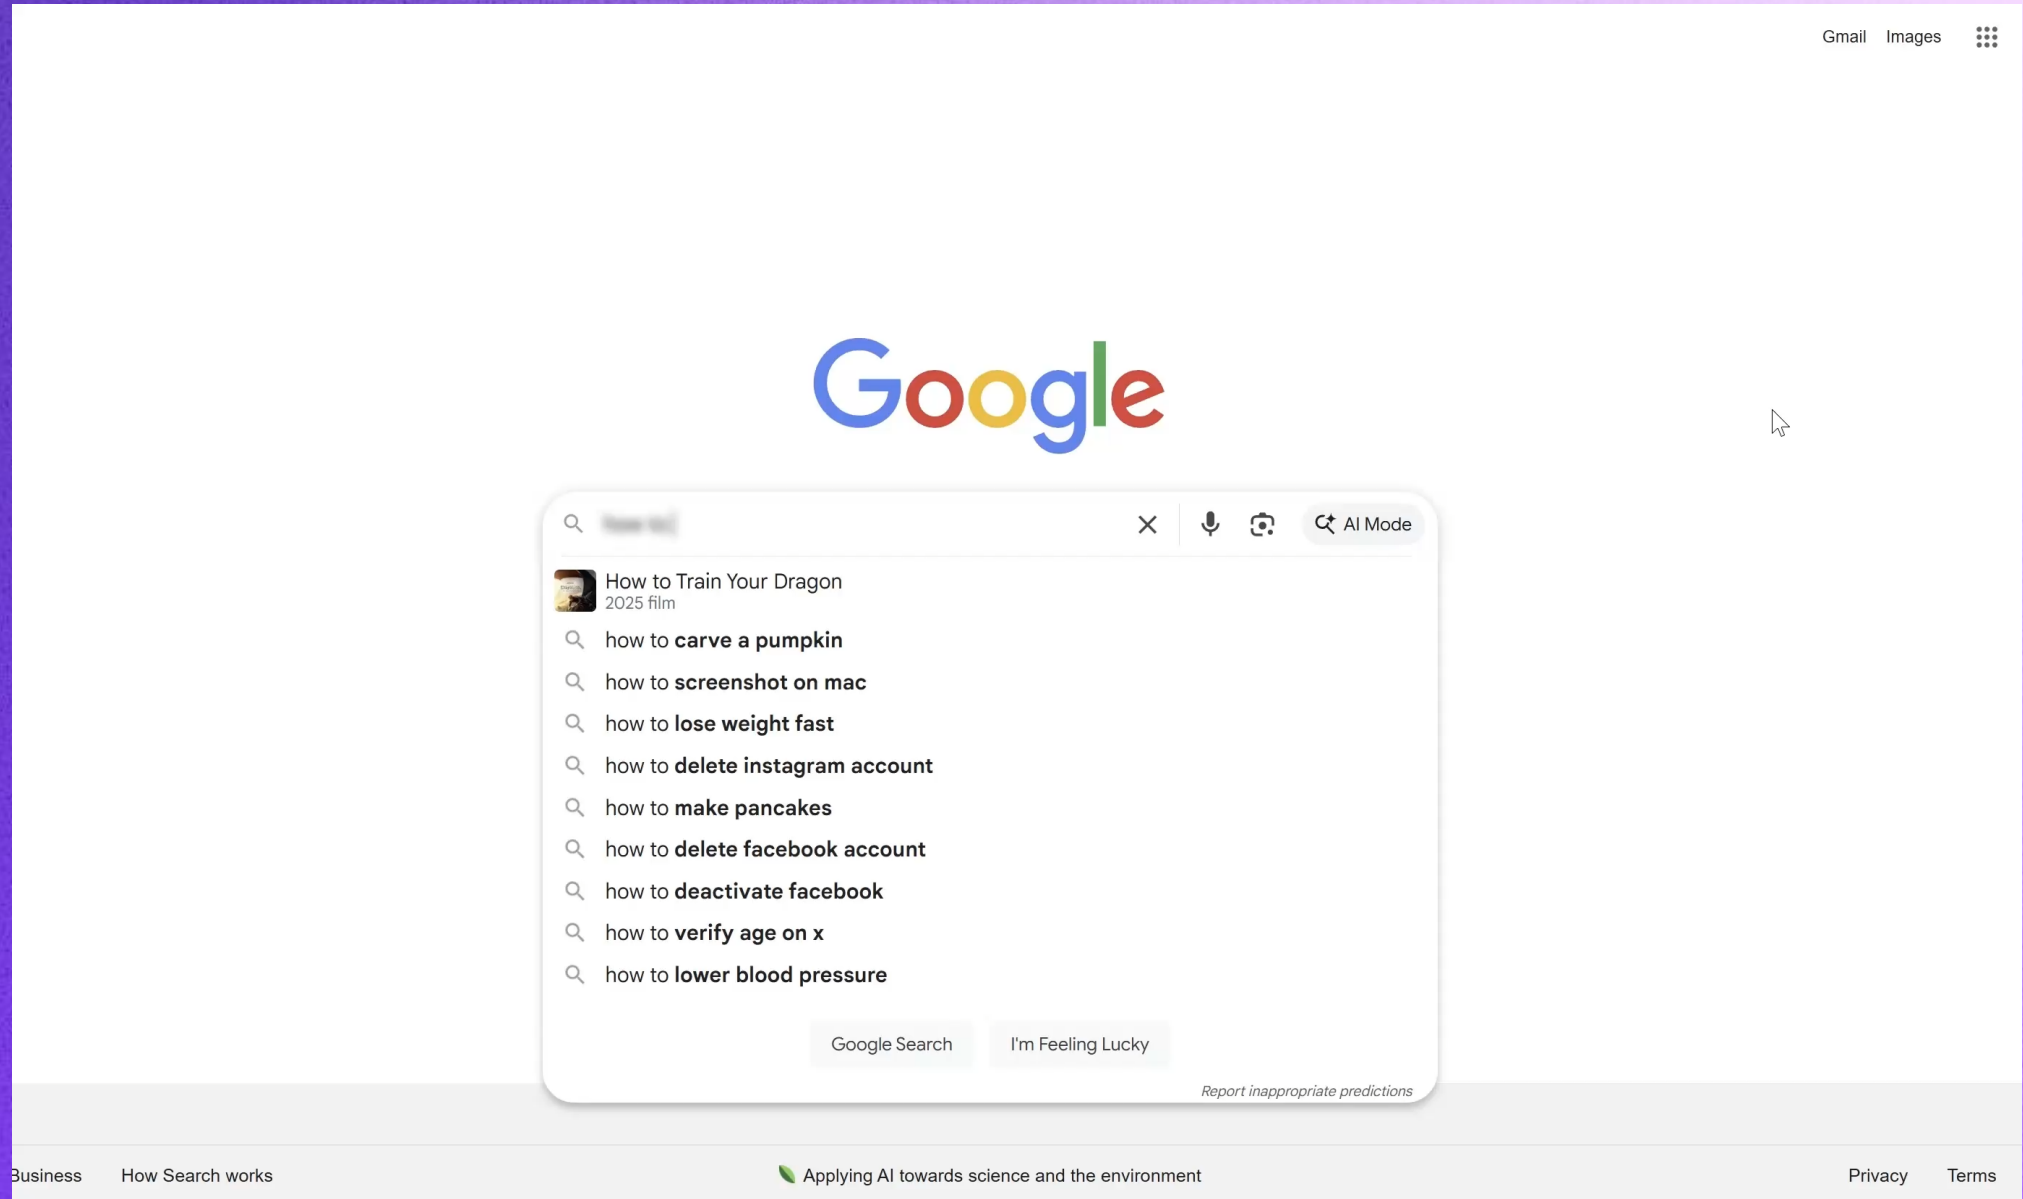 Gmail Images
Google
how to
AI Mode
How to Train Your Dragon
2025 film
how to carve a pumpkin
how to screenshot on mac
how to lose weight fast
how to delete instagram account
how to make pancakes
how to delete facebook account
how to deactivate facebook
how to verify age on x
how to lower blood pressure
Google Search I'm Feeling Lucky
Report inappropriate predictions
Business How Search works Applying AI towards science and the environment Privacy Terms